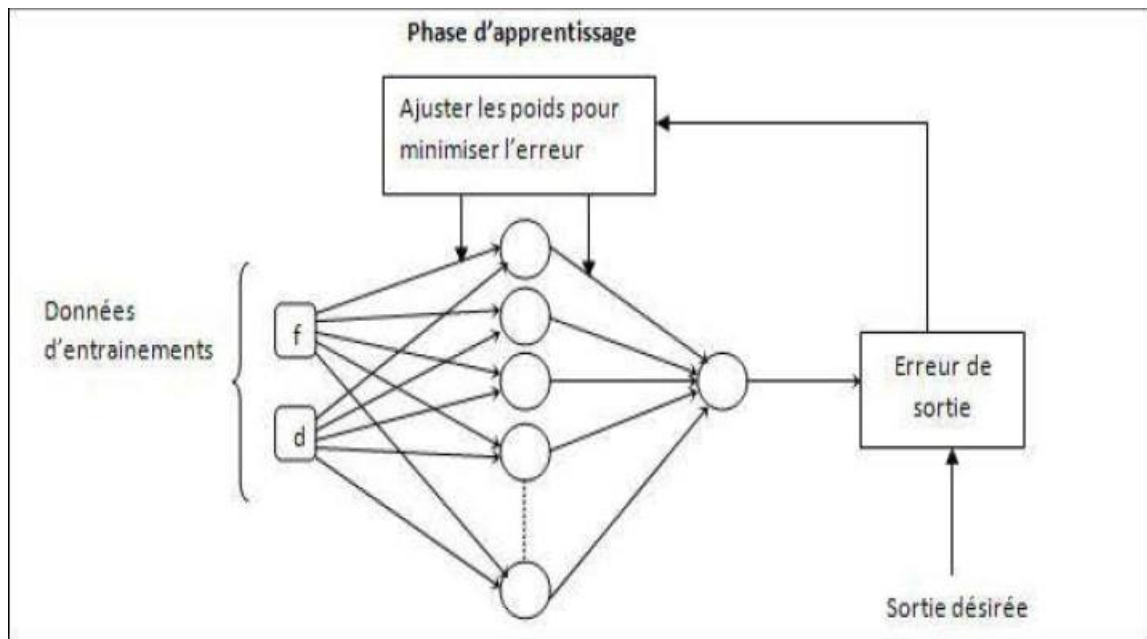 Phase d'apprentissage
Ajuster les poids pour
minimiser l'erreur
Données
d'entrainements
f
d
Erreur de
sortie
Sortie désirée